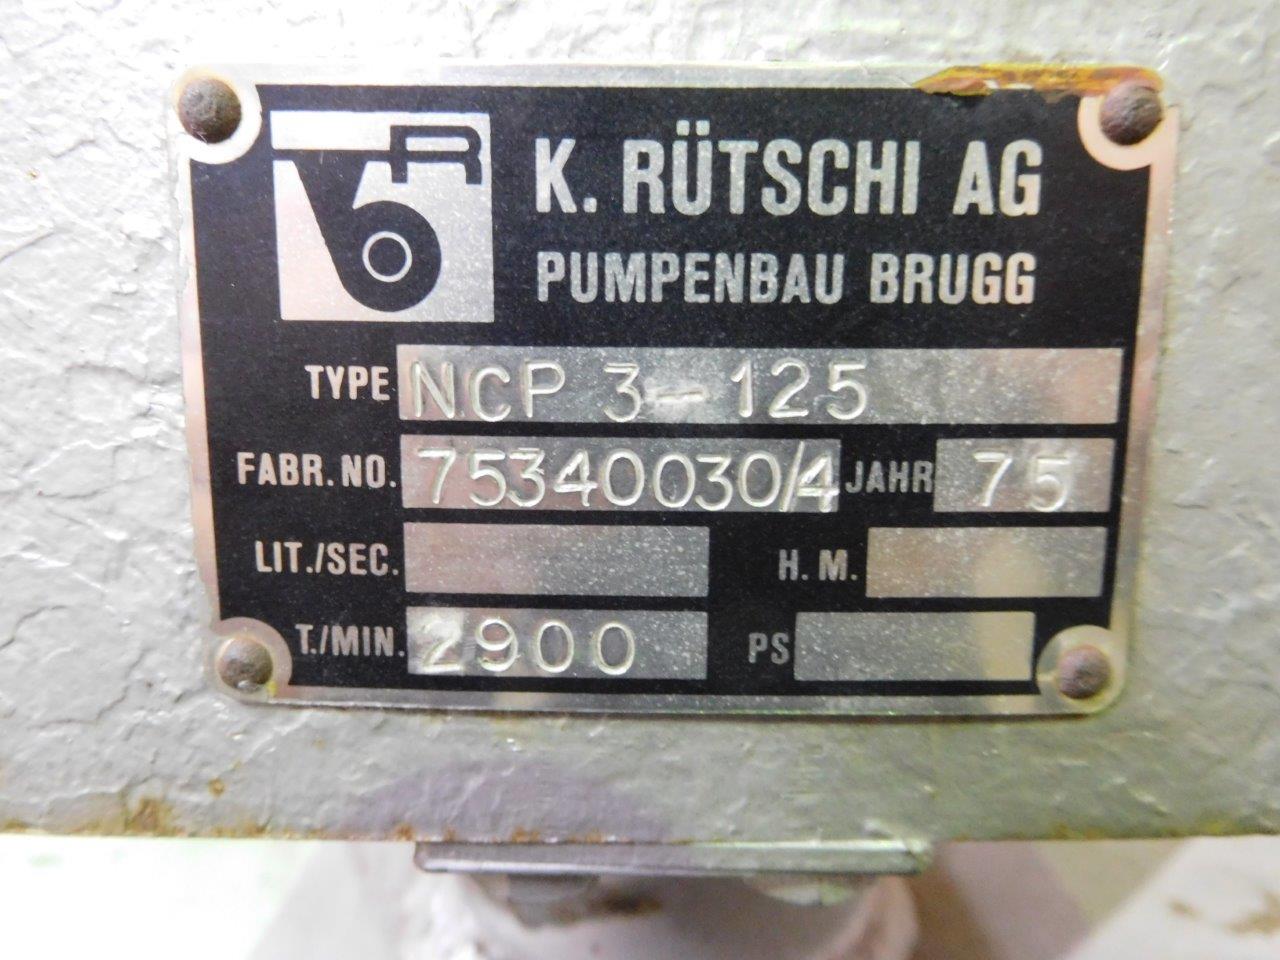 R
K. RÜTSCHI AG
PUMPENBAU BRUGG
TYPE NCP 3-125
FABR. NO. 75340030/4 JAHR 75
LIT./SEC. H. M.
T./MIN. 2900 PS